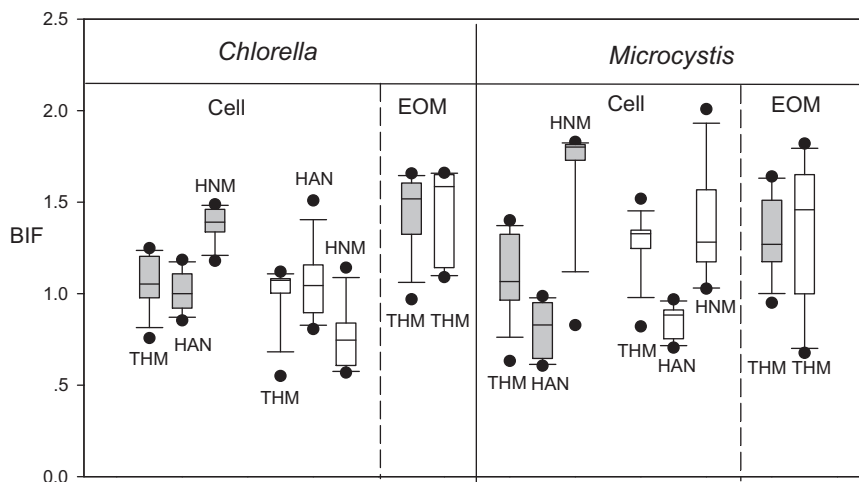 2.5
Chlorella Microcystis
2.0
Cell EOM Cell EOM
HNM
HNM
HAN
HNM
1.5
BIF
HNM
1.0
THM THM
HAN
THM
HAN
THM
HAN
THM THM
THM
HAN
.5
0.0